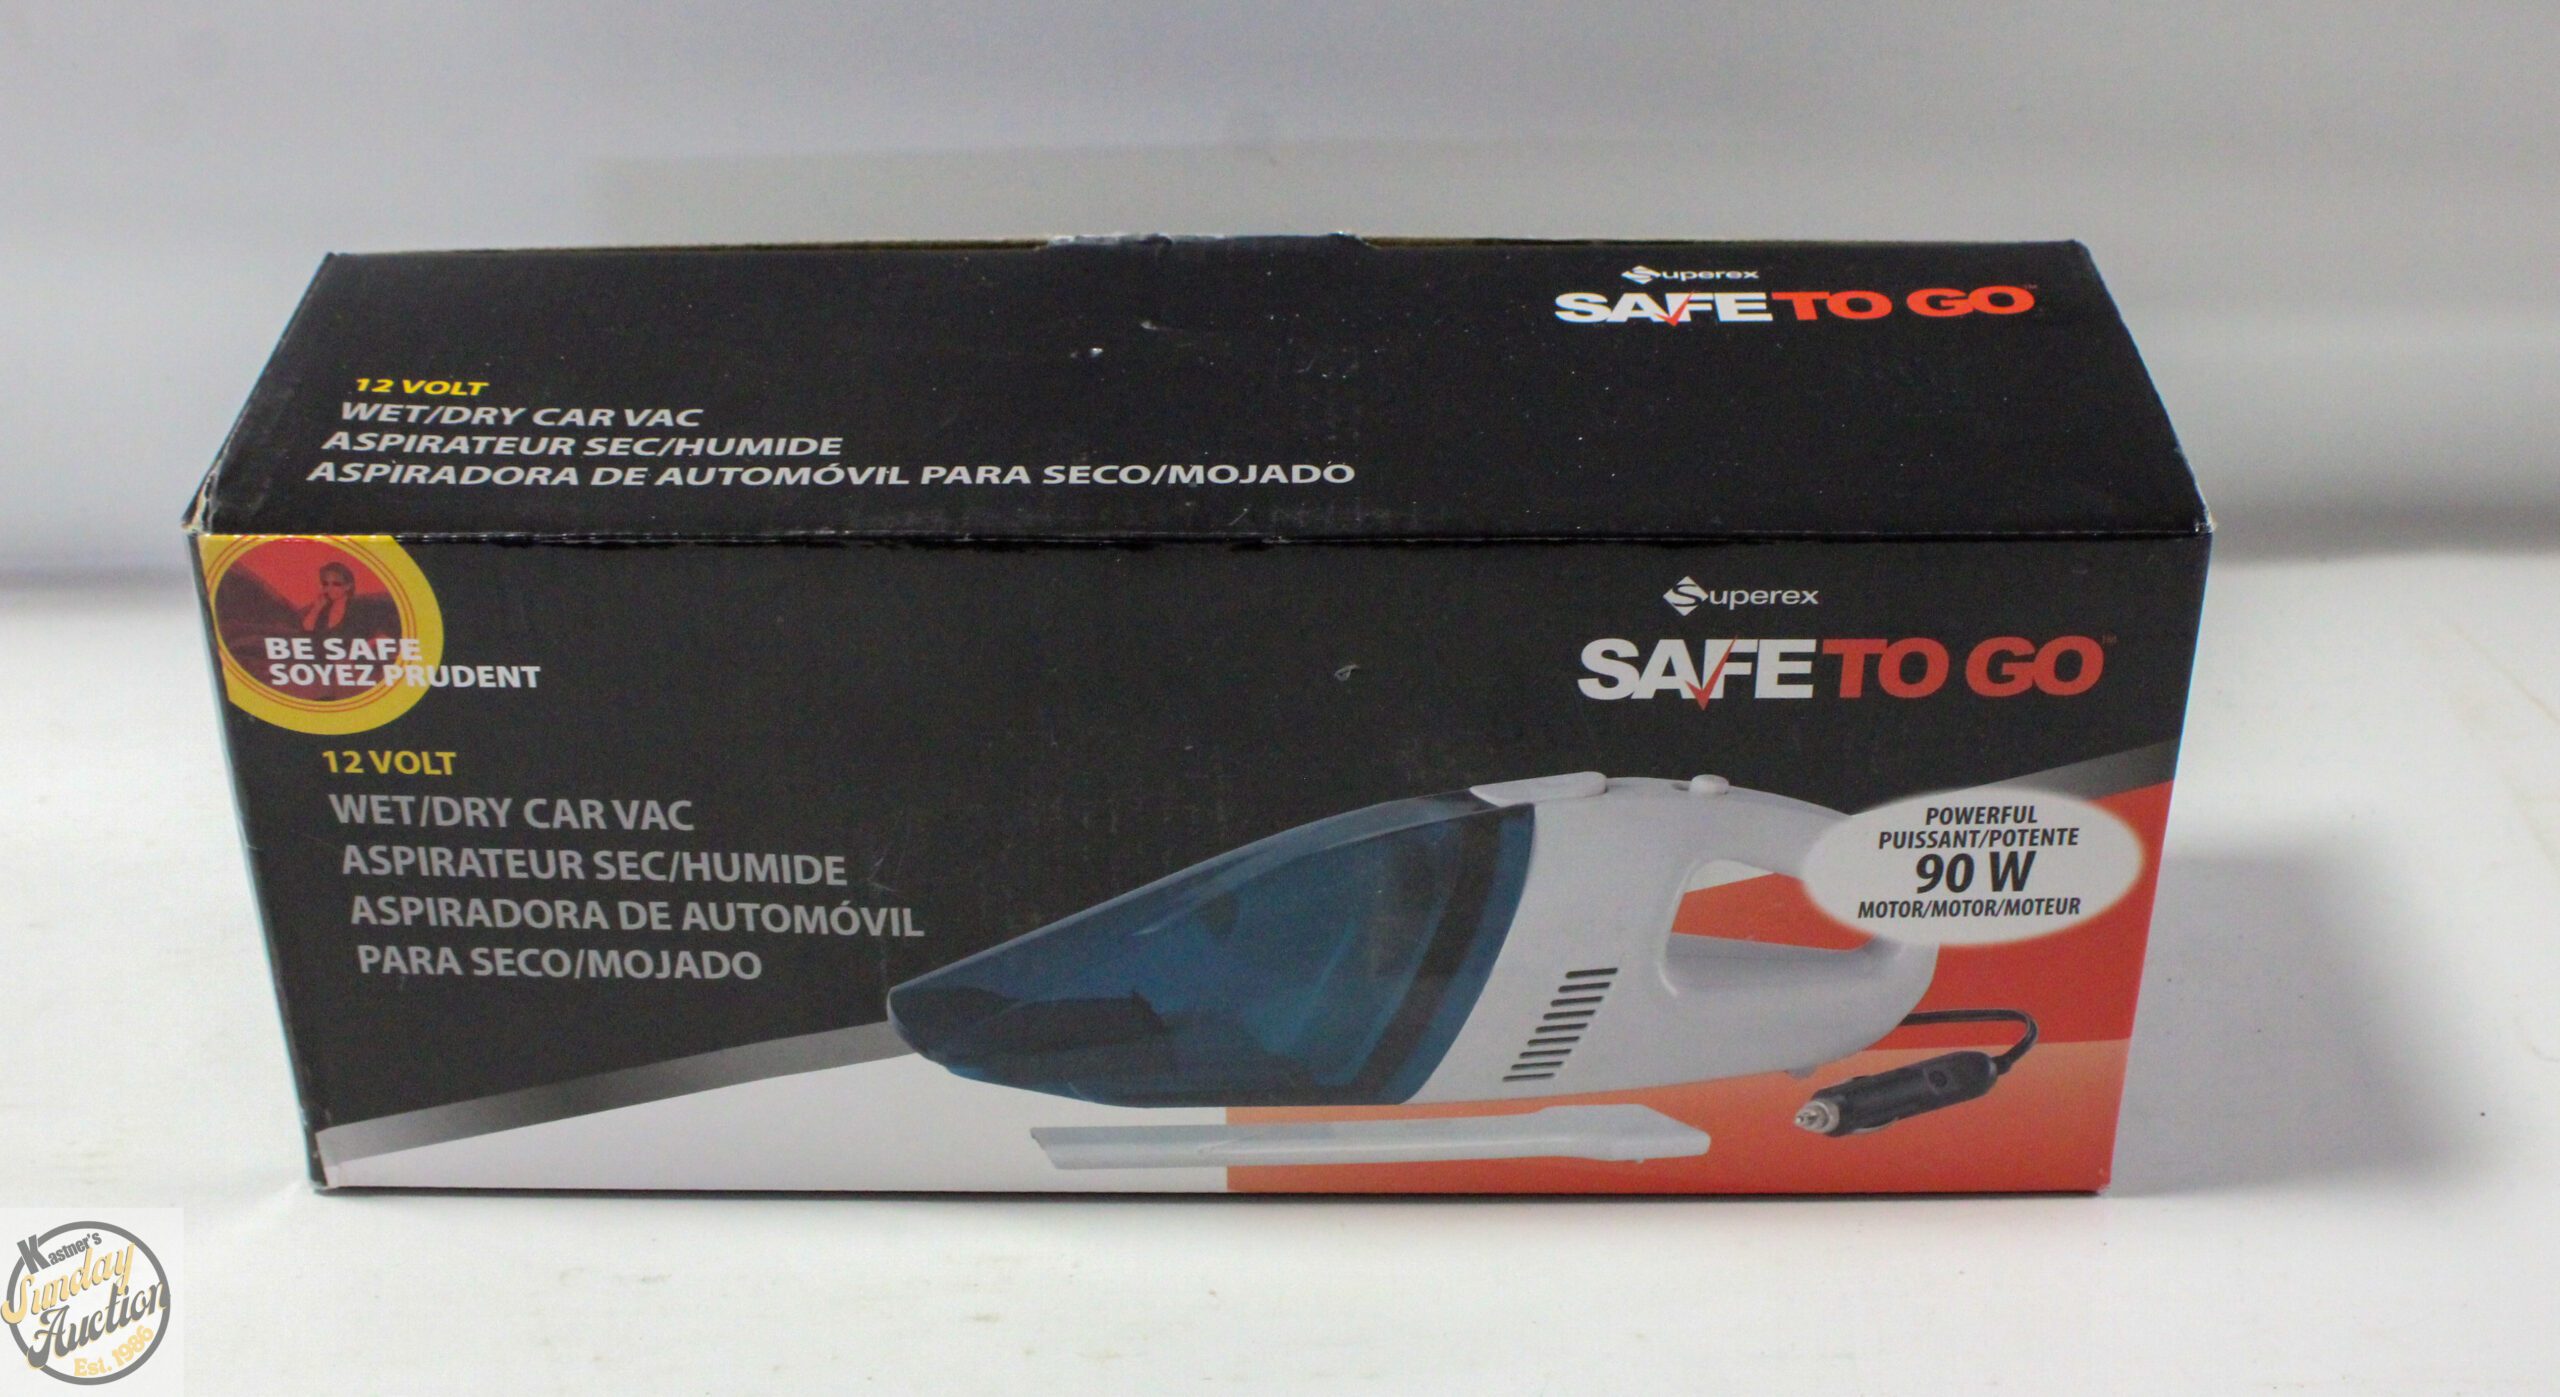 Superex
SAFE TO GO™
12 VOLT
WET/DRY CAR VAC
ASPIRATEUR SEC/HUMIDE
ASPIRADORA DE AUTOMÓVIL PARA SECO/MOJADO
BE SAFE
SOYEZ PRUDENT
Superex
SAFE TO GO™
12 VOLT
WET/DRY CAR VAC
ASPIRATEUR SEC/HUMIDE
ASPIRADORA DE AUTOMÓVIL
PARA SECO/MOJADO
POWERFUL
PUISSANT/POTENTE
90 W
MOTOR/MOTOR/MOTEUR
Kastner's
Sunday
Auction
Est. 1986